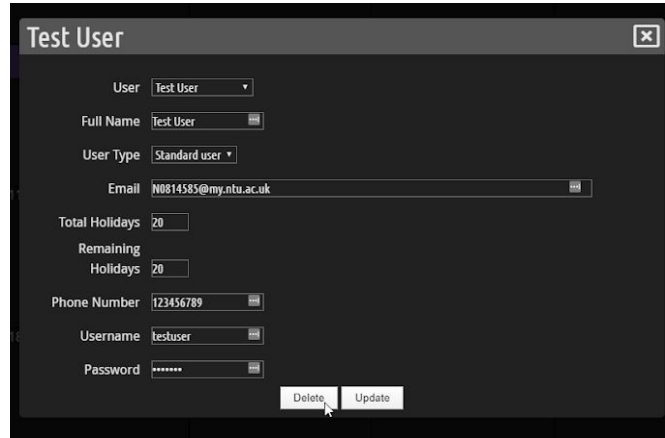 Test User
User Test User
Full Name Test User
User Type Standard user
Email N0814585@my.ntu.ac.uk
Total Holidays 20
Remaining
Holidays 20
Phone Number 123456789
Username testuser
Password •••••••
Delete Update